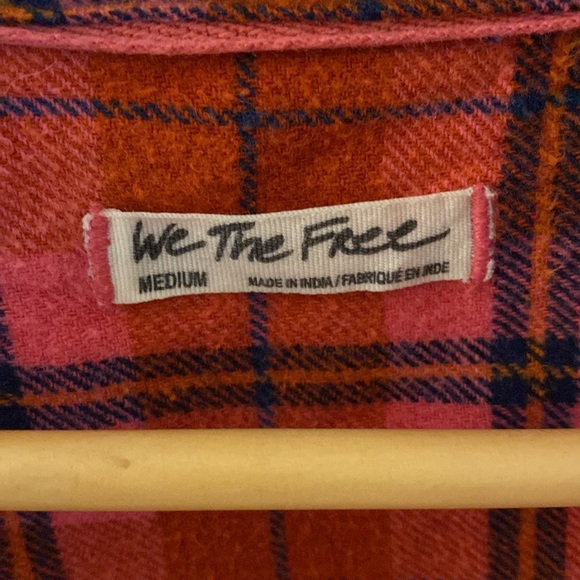 We The Free
MEDIUM MADE IN INDIA / FABRIQUÉ EN INDE